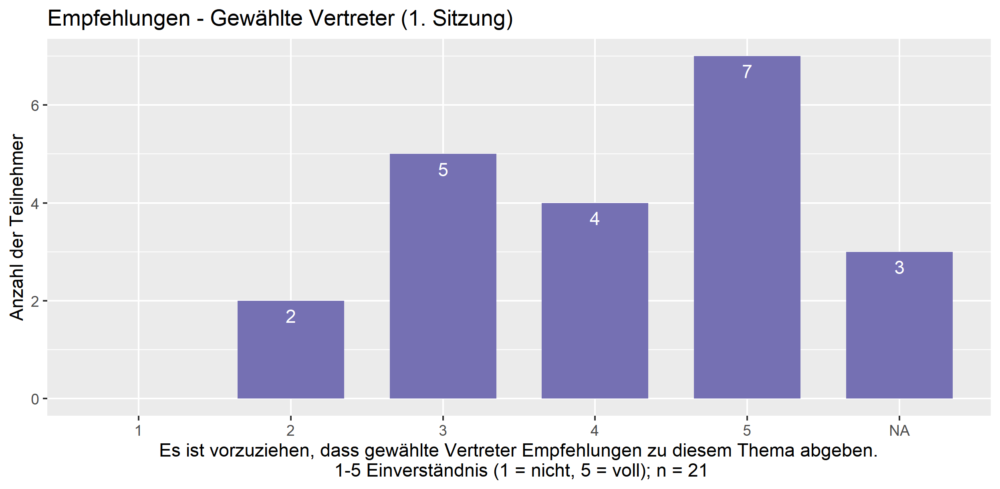 Empfehlungen - Gewählte Vertreter (1. Sitzung)
Anzahl der Teilnehmer
6
4
2
0
2
5
4
7
3
1
2
3
4
5
NA
Es ist vorzuziehen, dass gewählte Vertreter Empfehlungen zu diesem Thema abgeben.
1-5 Einverständnis (1 = nicht, 5 = voll); n = 21